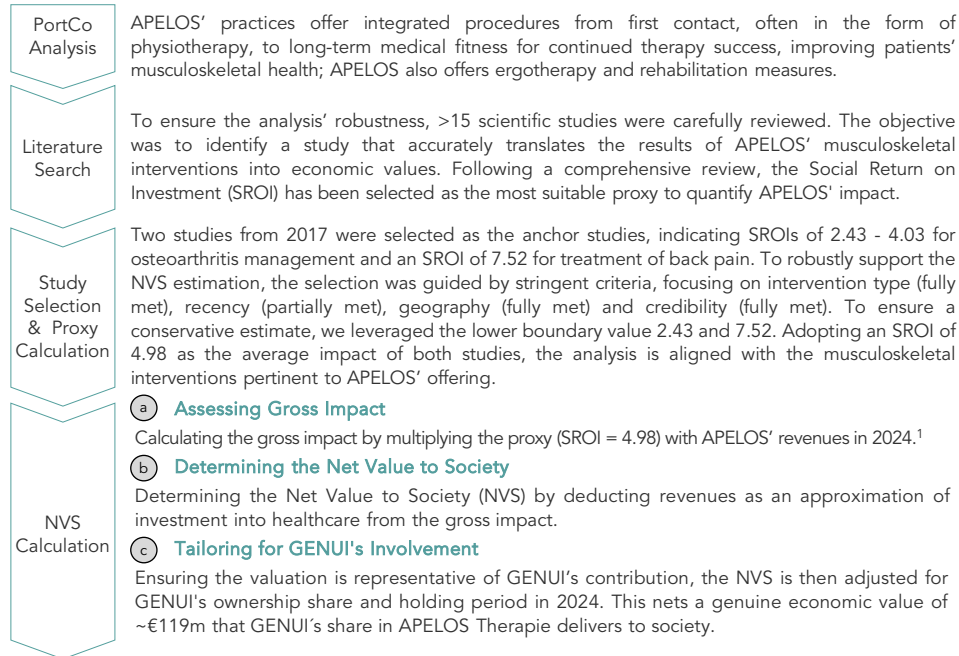 PortCo
Analysis
APELOS’ practices offer integrated procedures from first contact, often in the form of
physiotherapy, to long-term medical fitness for continued therapy success, improving patients’
musculoskeletal health; APELOS also offers ergotherapy and rehabilitation measures.
Literature
Search
To ensure the analysis’ robustness, >15 scientific studies were carefully reviewed. The objective
was to identify a study that accurately translates the results of APELOS’ musculoskeletal
interventions into economic values. Following a comprehensive review, the Social Return on
Investment (SROI) has been selected as the most suitable proxy to quantify APELOS' impact.
Study
Selection
& Proxy
Calculation
Two studies from 2017 were selected as the anchor studies, indicating SROIs of 2.43 - 4.03 for
osteoarthritis management and an SROI of 7.52 for treatment of back pain. To robustly support the
NVS estimation, the selection was guided by stringent criteria, focusing on intervention type (fully
met), recency (partially met), geography (fully met) and credibility (fully met). To ensure a
conservative estimate, we leveraged the lower boundary value 2.43 and 7.52. Adopting an SROI of
4.98 as the average impact of both studies, the analysis is aligned with the musculoskeletal
interventions pertinent to APELOS’ offering.
NVS
Calculation
a Assessing Gross Impact
Calculating the gross impact by multiplying the proxy (SROI = 4.98) with APELOS’ revenues in 2024.¹
b Determining the Net Value to Society
Determining the Net Value to Society (NVS) by deducting revenues as an approximation of
investment into healthcare from the gross impact.
c Tailoring for GENUI's Involvement
Ensuring the valuation is representative of GENUI’s contribution, the NVS is then adjusted for
GENUI's ownership share and holding period in 2024. This nets a genuine economic value of
~€119m that GENUI´s share in APELOS Therapie delivers to society.